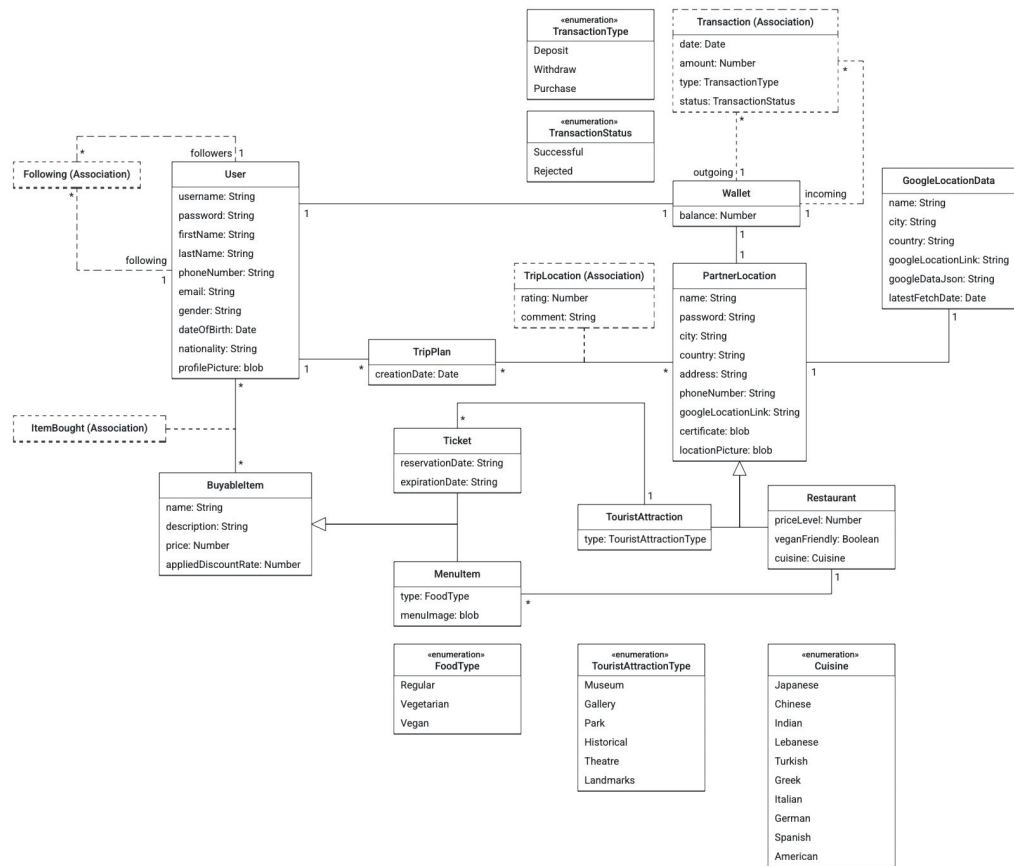 «enumeration»
TransactionType
Deposit
Withdraw
Purchase
Transaction (Association)
date: Date
amount: Number
type: TransactionType
status: TransactionStatus
*
*
«enumeration»
TransactionStatus
Successful
Rejected
*
followers
1
Following (Association)
*
following
1
User
username: String
password: String
firstName: String
lastName: String
phoneNumber: String
email: String
gender: String
dateOfBirth: Date
nationality: String
profilePicture: blob
1
1
outgoing
1
incoming
1
Wallet
balance: Number
1
1
GoogleLocationData
name: String
city: String
country: String
googleLocationLink: String
googleDataJson: String
latestFetchDate: Date
1
1
TripLocation (Association)
rating: Number
comment: String
PartnerLocation
name: String
password: String
city: String
country: String
address: String
phoneNumber: String
googleLocationLink: String
certificate: blob
locationPicture: blob
1
*
TripPlan
creationDate: Date
*
*
*
ItemBought (Association)
*
BuyableItem
name: String
description: String
price: Number
appliedDiscountRate: Number
*
Ticket
reservationDate: String
expirationDate: String
1
TouristAttraction
type: TouristAttractionType
Restaurant
priceLevel: Number
veganFriendly: Boolean
cuisine: Cuisine
1
MenuItem
type: FoodType
menuImage: blob
*
«enumeration»
FoodType
Regular
Vegetarian
Vegan
«enumeration»
TouristAttractionType
Museum
Gallery
Park
Historical
Theatre
Landmarks
«enumeration»
Cuisine
Japanese
Chinese
Indian
Lebanese
Turkish
Greek
Italian
German
Spanish
American